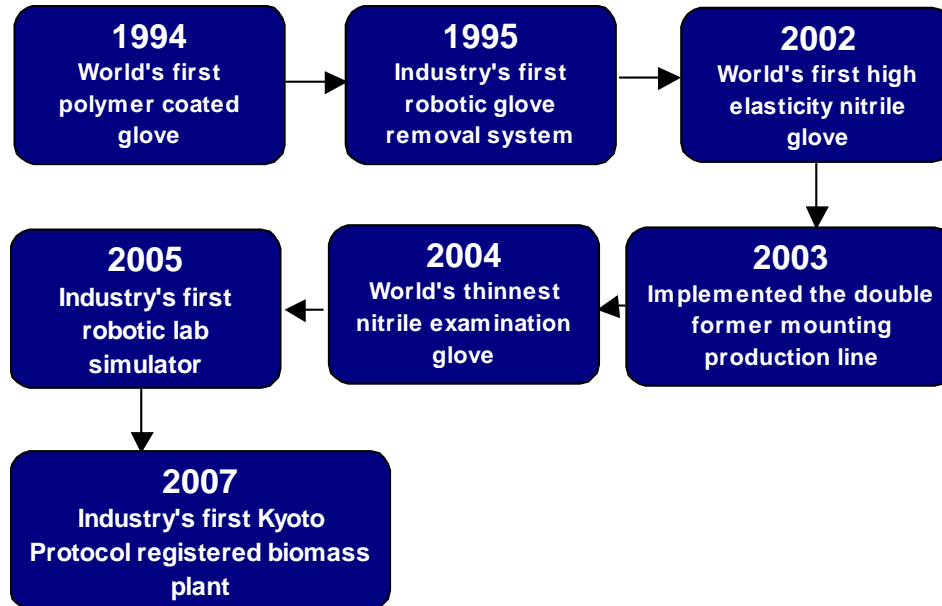 1994
World's first
polymer coated
glove
1995
Industry's first
robotic glove
removal system
2002
World's first high
elasticity nitrile
glove
2003
Implemented the double
former mounting
production line
2004
World's thinnest
nitrile examination
glove
2005
Industry's first
robotic lab
simulator
2007
Industry's first Kyoto
Protocol registered biomass
plant